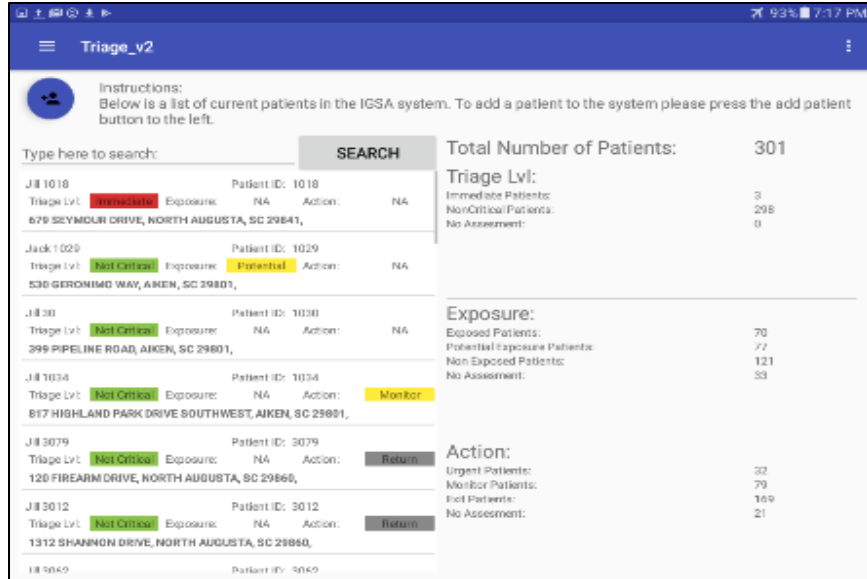 93% 7:17 PM
Triage_v2
Instructions:
Below is a list of current patients in the IGSA system. To add a patient to the system please press the add patient
button to the left.
Type here to search:
SEARCH
Jill 1018 Patient ID: 1018
Triage Lvl: Immediate Exposure: NA Action: NA
679 SEYMOUR DRIVE, NORTH AUGUSTA, SC 29841,
Jack 1029 Patient ID: 1029
Triage Lvl: Not Critical Exposure: Potential Action: NA
530 GERONIMO WAY, AIKEN, SC 29801,
Jill 30 Patient ID: 1030
Triage Lvl: Not Critical Exposure: NA Action: NA
399 PIPELINE ROAD, AIKEN, SC 29801,
Jill 1034 Patient ID: 1034
Triage Lvl: Not Critical Exposure: NA Action: Monitor
817 HIGHLAND PARK DRIVE SOUTHWEST, AIKEN, SC 29801,
Jill 3079 Patient ID: 3079
Triage Lvl: Not Critical Exposure: NA Action: Return
120 FIREARM DRIVE, NORTH AUGUSTA, SC 29860,
Jill 3012 Patient ID: 3012
Triage Lvl: Not Critical Exposure: NA Action: Return
1312 SHANNON DRIVE, NORTH AUGUSTA, SC 29860,
Jill 3062 Patient ID: 3062
Total Number of Patients: 301
Triage Lvl:
Immediate Patients: 3
NonCritical Patients: 298
No Assesment: 0
Exposure:
Exposed Patients: 70
Potential Exposure Patients: 77
Non Exposed Patients: 121
No Assesment: 33
Action:
Urgent Patients: 32
Monitor Patients: 79
Exit Patients: 169
No Assesment: 21